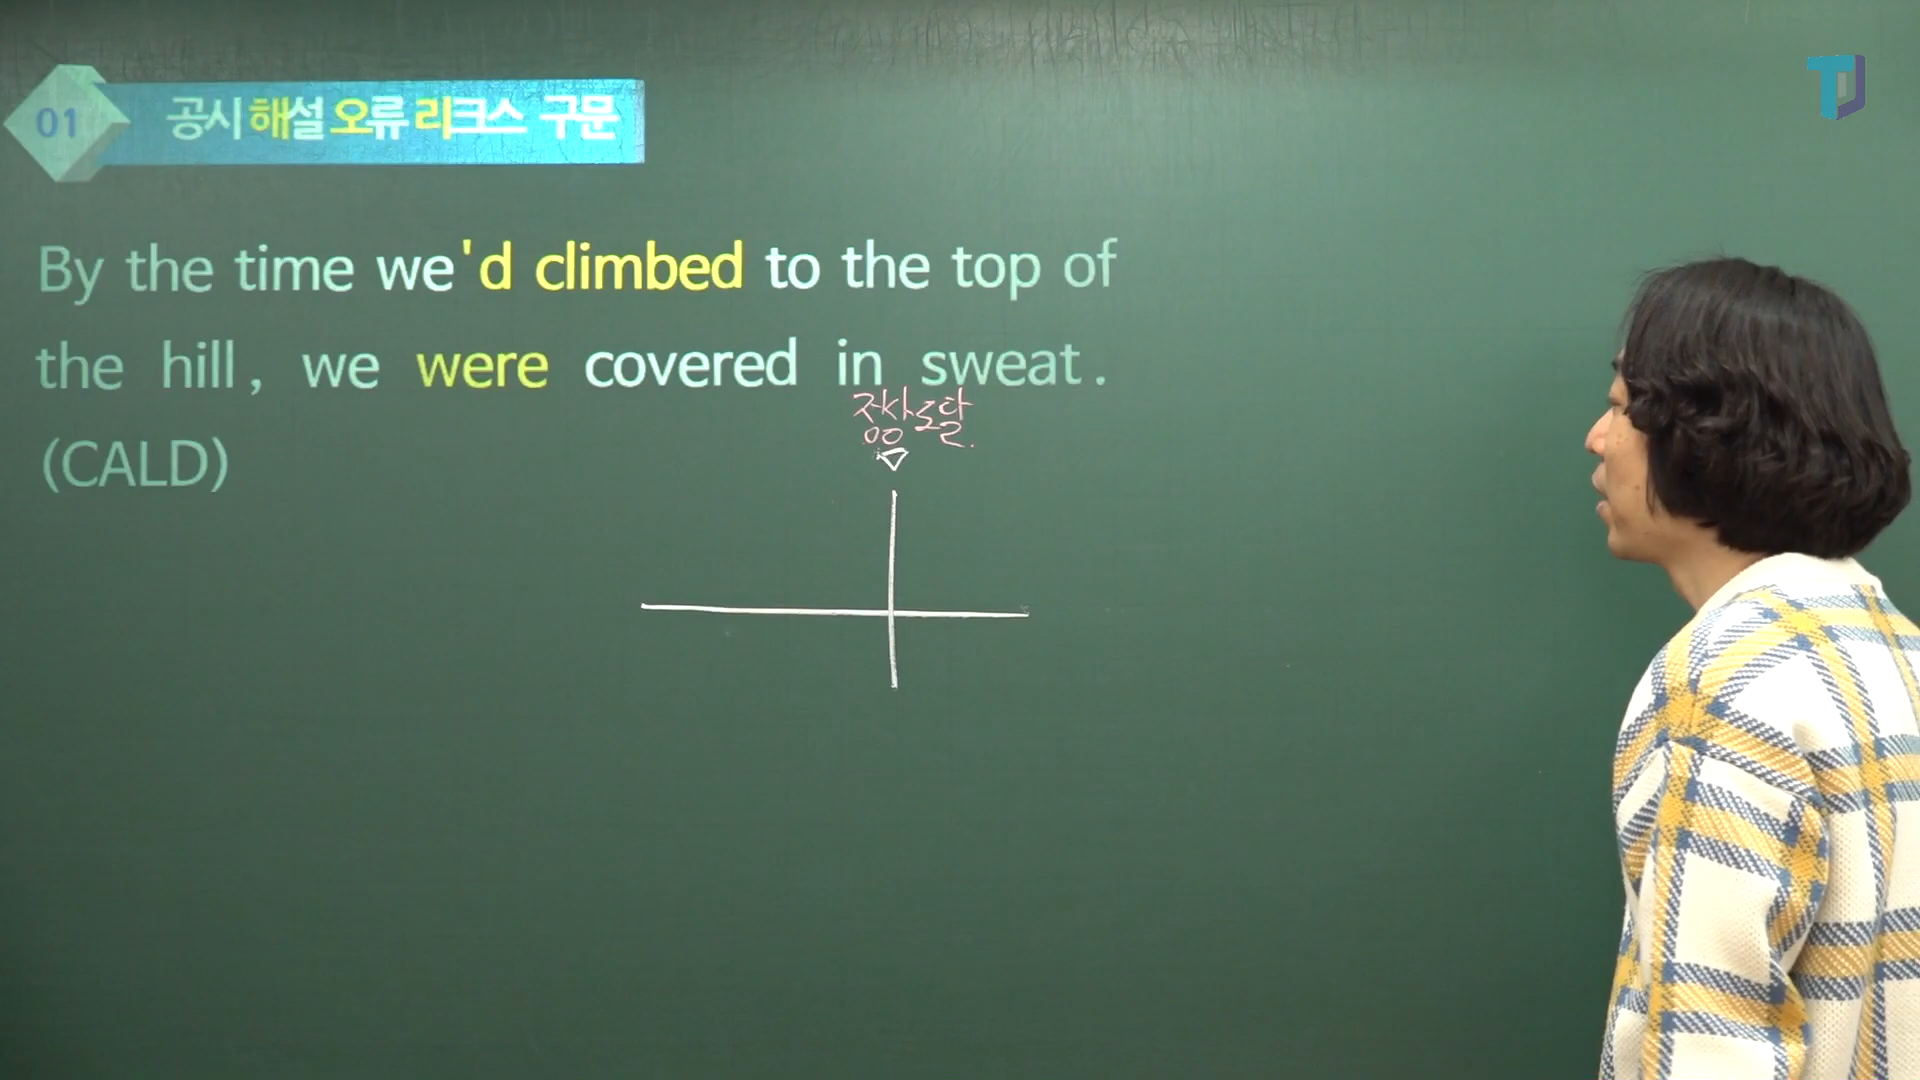 01 공시 해설 오류 리크스 구문
By the time we'd climbed to the top of
the hill, we were covered in sweat.
(CALD)
정상 도달.